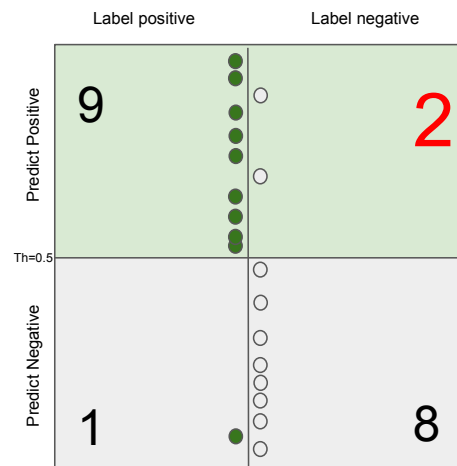 Label positive
Label negative
Predict Positive
9
2
Th=0.5
Predict Negative
1
8